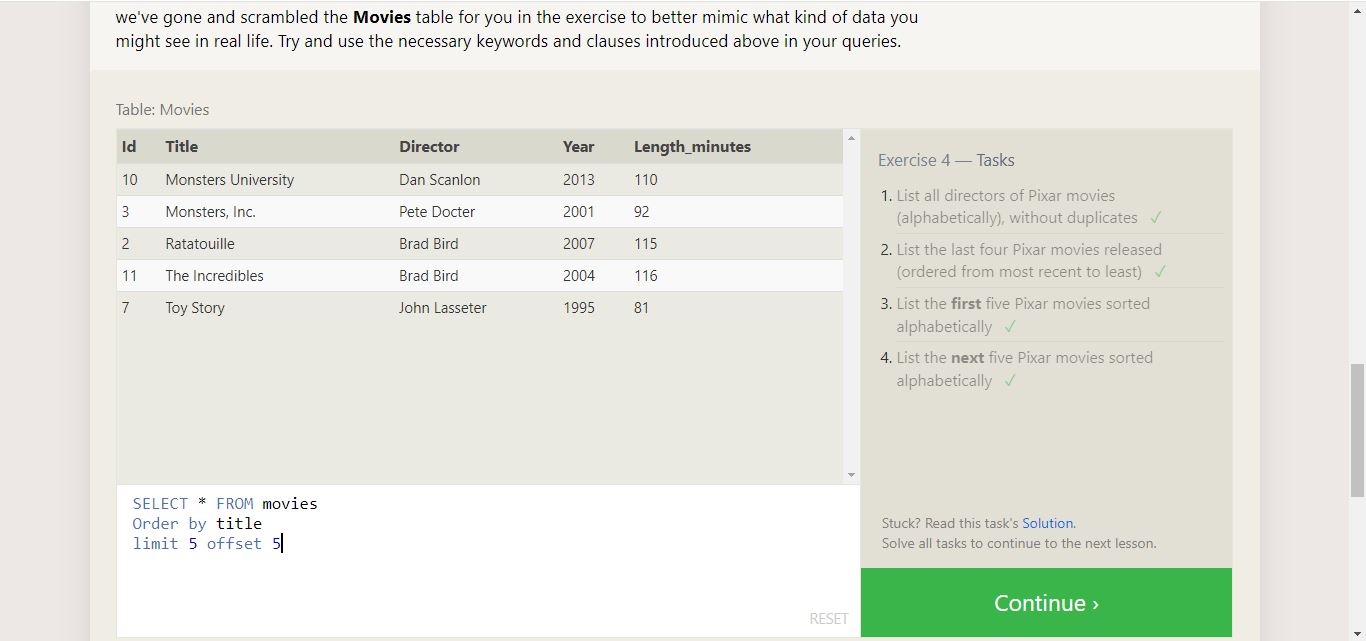 we've gone and scrambled the Movies table for you in the exercise to better mimic what kind of data you
might see in real life. Try and use the necessary keywords and clauses introduced above in your queries.
Table: Movies
Id Title Director Year Length_minutes
10 Monsters University Dan Scanlon 2013 110
3 Monsters, Inc. Pete Docter 2001 92
2 Ratatouille Brad Bird 2007 115
11 The Incredibles Brad Bird 2004 116
7 Toy Story John Lasseter 1995 81
SELECT * FROM movies
Order by title
limit 5 offset 5
RESET
Exercise 4 — Tasks
1. List all directors of Pixar movies
(alphabetically), without duplicates ✓
2. List the last four Pixar movies released
(ordered from most recent to least) ✓
3. List the first five Pixar movies sorted
alphabetically ✓
4. List the next five Pixar movies sorted
alphabetically ✓
Stuck? Read this task's Solution.
Solve all tasks to continue to the next lesson.
Continue ›